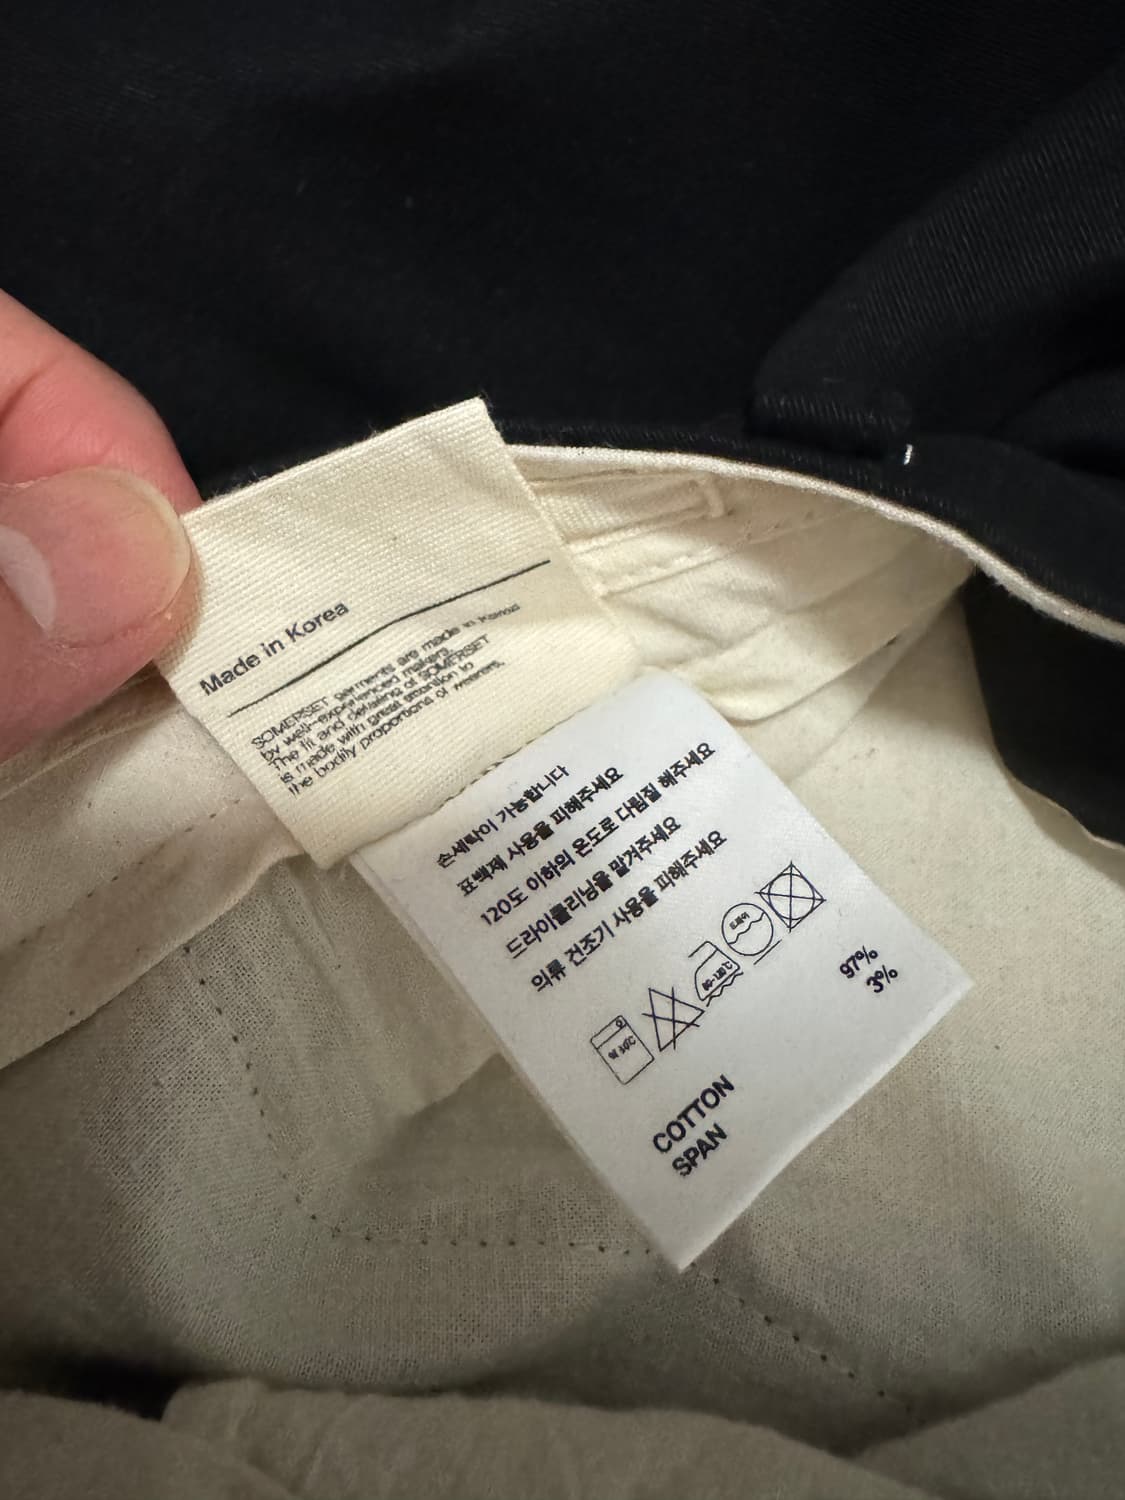 Made in Korea
SOMERSET garments are made in Korea
by well-experienced makers.
The fit and detailing of SOMERSET
is made with great attention to
the bodily proportions of wearers.
손세탁이 가능합니다
표백제 사용을 피해주세요
120도 이하의 온도로 다림질 해주세요
드라이클리닝을 맡겨주세요
의류 건조기 사용을 피해주세요
80~120℃
드라이
COTTON 97%
SPAN 3%